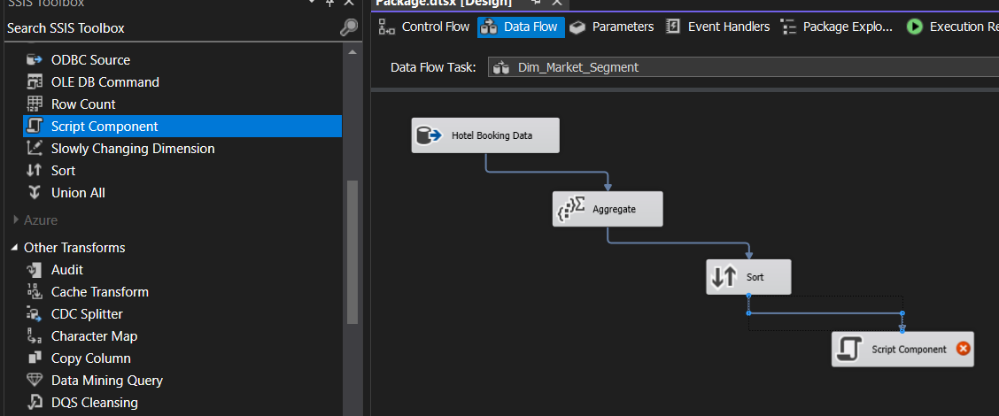 SSIS Toolbox
Search SSIS Toolbox
ODBC Source
OLE DB Command
Row Count
Script Component
Slowly Changing Dimension
Sort
Union All
Azure
Other Transforms
Audit
Cache Transform
CDC Splitter
Character Map
Copy Column
Data Mining Query
DQS Cleansing
Package.dtsx [Design]
Control Flow
Data Flow
Parameters
Event Handlers
Package Explo...
Execution Re
Data Flow Task:
Dim_Market_Segment
Hotel Booking Data
Aggregate
Sort
Script Component